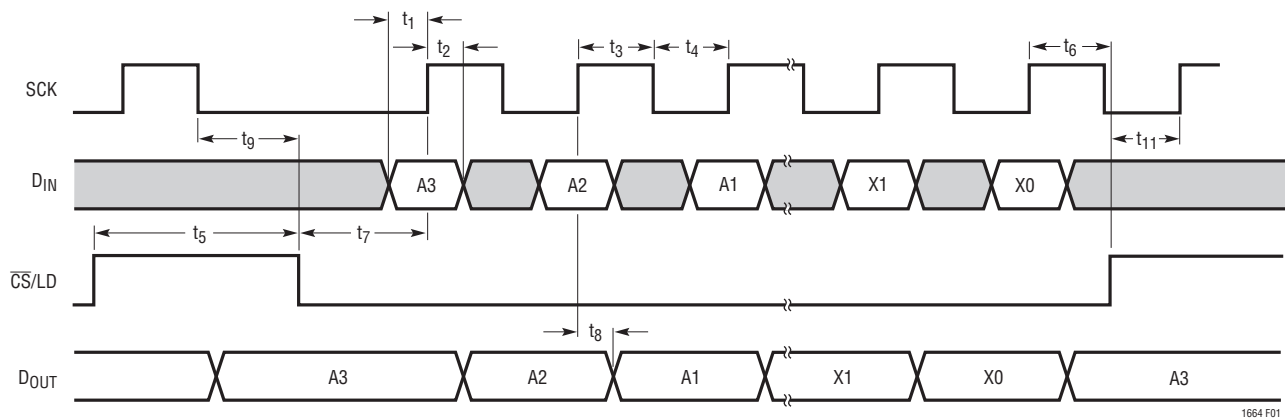 t1
t2
t3
t4
t6
SCK
t9
t11
DIN
A3
A2
A1
X1
X0
t5
t7
CS/LD
t8
DOUT
A3
A2
A1
X1
X0
A3
1664 F01